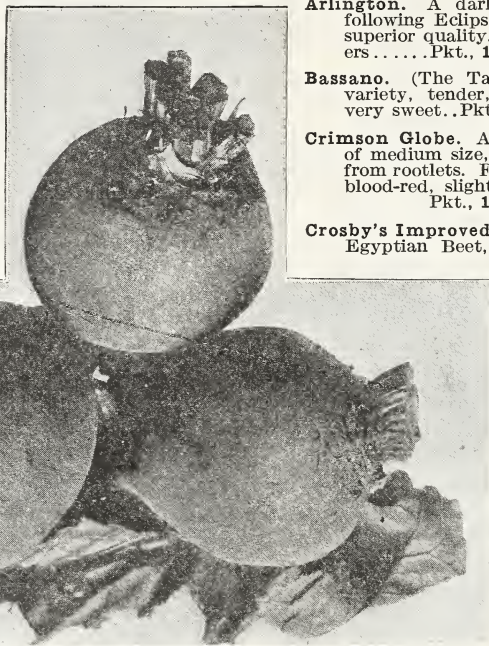 Arlington. A dark
following Eclips
superior quality.
ers......Pkt., 1
Bassano. (The Ta
variety, tender,
very sweet..Pkt
Crimson Globe. A
of medium size,
from rootlets. F
blood-red, slight
Pkt., 1
Crosby's Improved
Egyptian Beet,